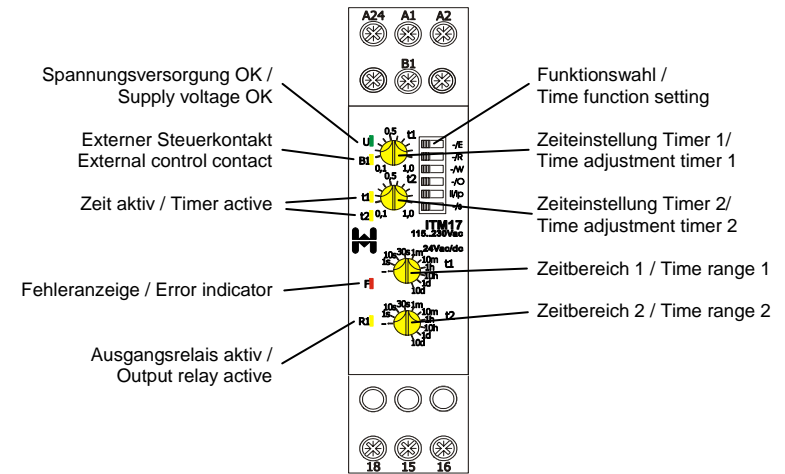 A24 A1 A2
B1
Spannungsversorgung OK /
Supply voltage OK
Externer Steuerkontakt
External control contact
Zeit aktiv / Timer active
Fehleranzeige / Error indicator
Ausgangsrelais aktiv /
Output relay active
U
B1
t1
t2
F
R1
0,5 t1
0,1 1,0
0,5 t2
0,1 1,0
-/E
-/R
-/W
-/O
II/Ip
-/s
ITM17
115..230Vac
24Vac/dc
1s 10s 30s 1m 10m 1h 10h 1d 10d t1
1s 10s 30s 1m 10m 1h 10h 1d 10d t2
Funktionswahl /
Time function setting
Zeiteinstellung Timer 1/
Time adjustment timer 1
Zeiteinstellung Timer 2/
Time adjustment timer 2
Zeitbereich 1 / Time range 1
Zeitbereich 2 / Time range 2
18 15 16